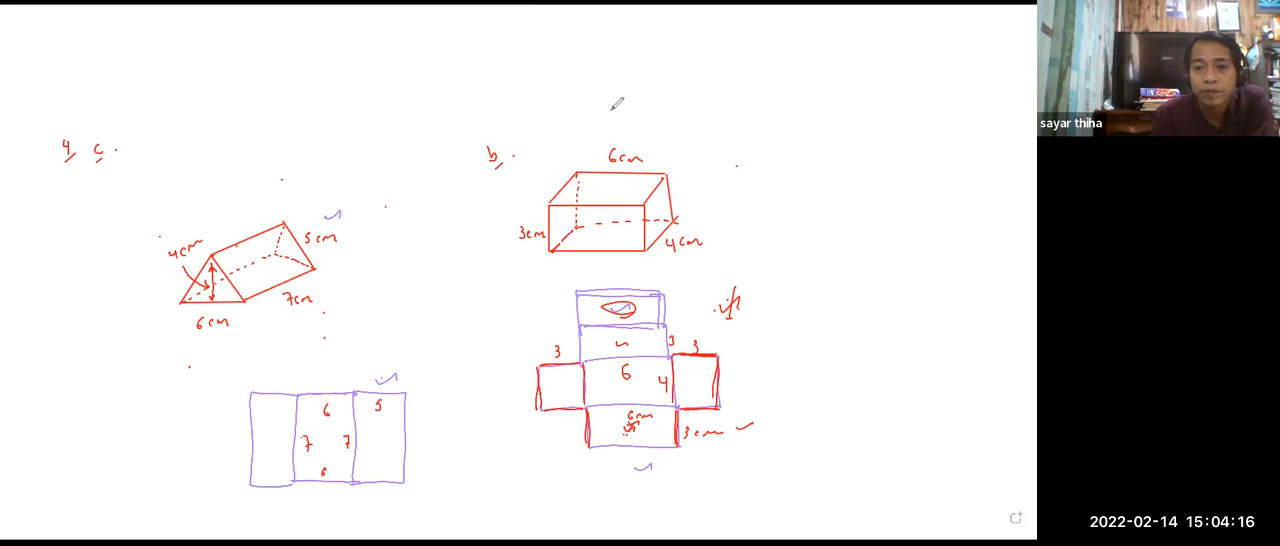 4 c.
4cm
5cm
7cm
6cm
6
5
7
7
6
b.
6cm
3cm
4cm
3
3
3
6
4
6cm
3cm
sayar thiha
2022-02-14 15:04:16